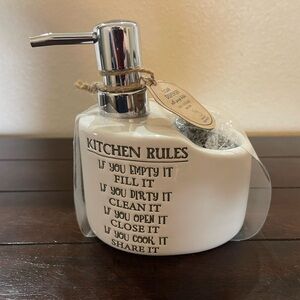 KITCHEN RULES
IF YOU EMPTY IT
FILL IT
IF YOU DIRTY IT
CLEAN IT
IF YOU OPEN IT
CLOSE IT
IF YOU COOK IT
SHARE IT